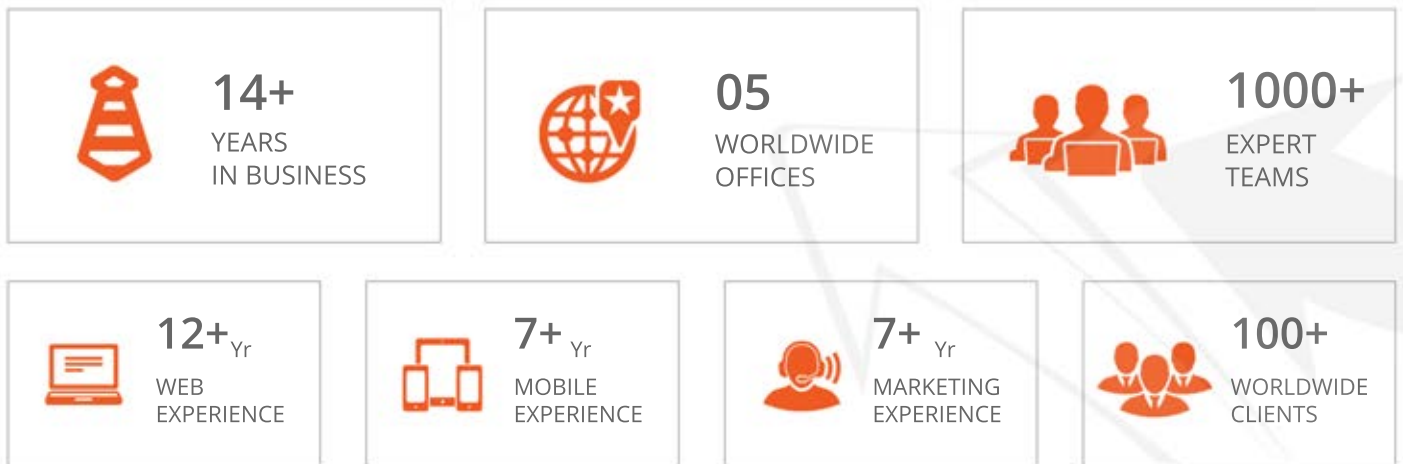 14+
YEARS
IN BUSINESS
05
WORLDWIDE
OFFICES
1000+
EXPERT
TEAMS
12+ Yr
WEB
EXPERIENCE
7+ Yr
MOBILE
EXPERIENCE
7+ Yr
MARKETING
EXPERIENCE
100+
WORLDWIDE
CLIENTS